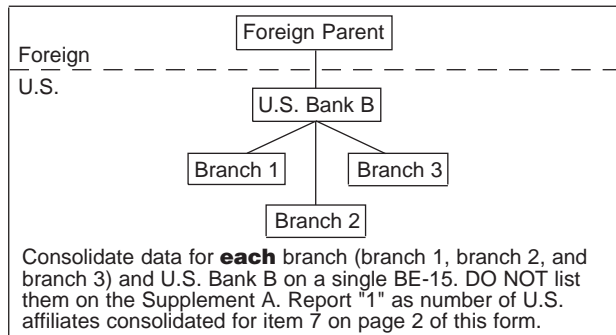 Foreign Parent
Foreign
U.S.
U.S. Bank B
Branch 1
Branch 3
Branch 2
Consolidate data for each branch (branch 1, branch 2, and
branch 3) and U.S. Bank B on a single BE-15. DO NOT list
them on the Supplement A. Report "1" as number of U.S.
affiliates consolidated for item 7 on page 2 of this form.